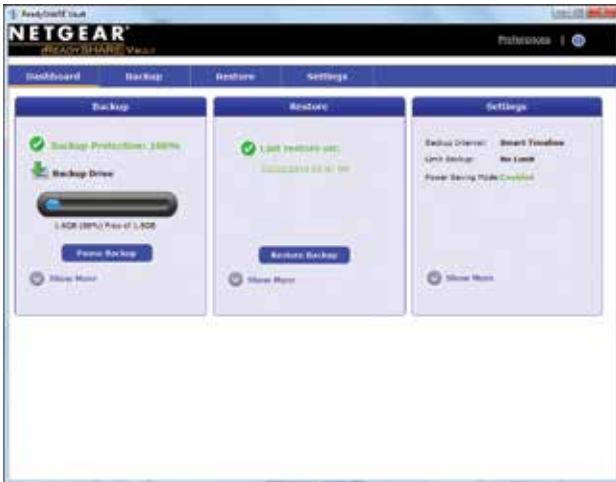 ReadySHARE Vault
NETGEAR
READYSHARE VAULT
Preferences |
Dashboard Backup Restore Settings
Backup
Backup Protection: 100%
Backup Drive
Free of
Pause Backup
Show More
Restore
Last restore on:
Restore Backup
Show More
Settings
Backup Interval: Smart Timeline
Limit Backup: No Limit
Power Saving Mode: Enabled
Show More